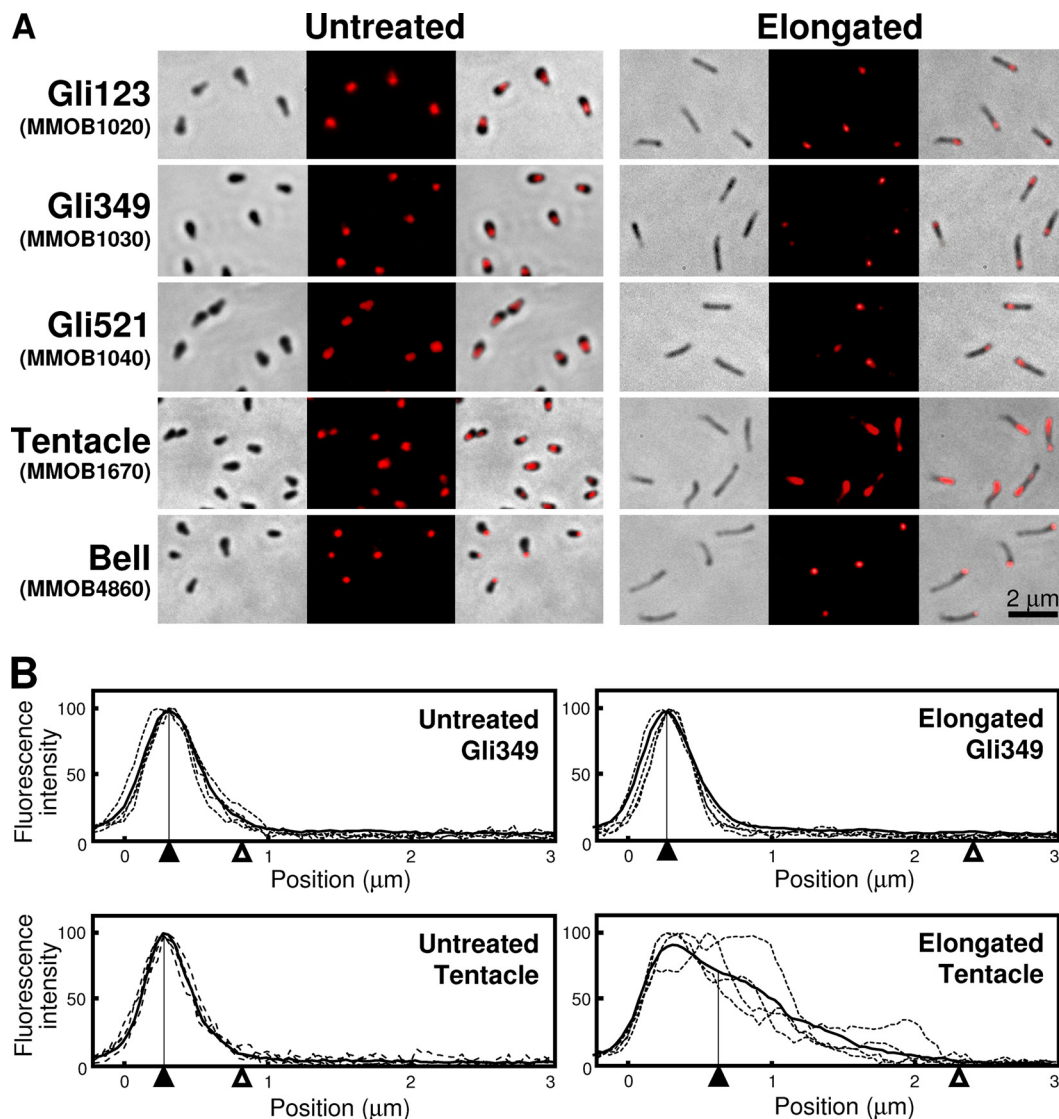 A
Untreated
Elongated
Gli123
(MMOB1020)
Gli349
(MMOB1030)
Gli521
(MMOB1040)
Tentacle
(MMOB1670)
Bell
(MMOB4860)
2 μm
B
Fluorescence
intensity
100
50
0
Untreated
Gli349
0 1 2 3
Position (μm)
100
50
0
Elongated
Gli349
0 1 2 3
Position (μm)
Fluorescence
intensity
100
50
0
Untreated
Tentacle
0 1 2 3
Position (μm)
100
50
0
Elongated
Tentacle
0 1 2 3
Position (μm)